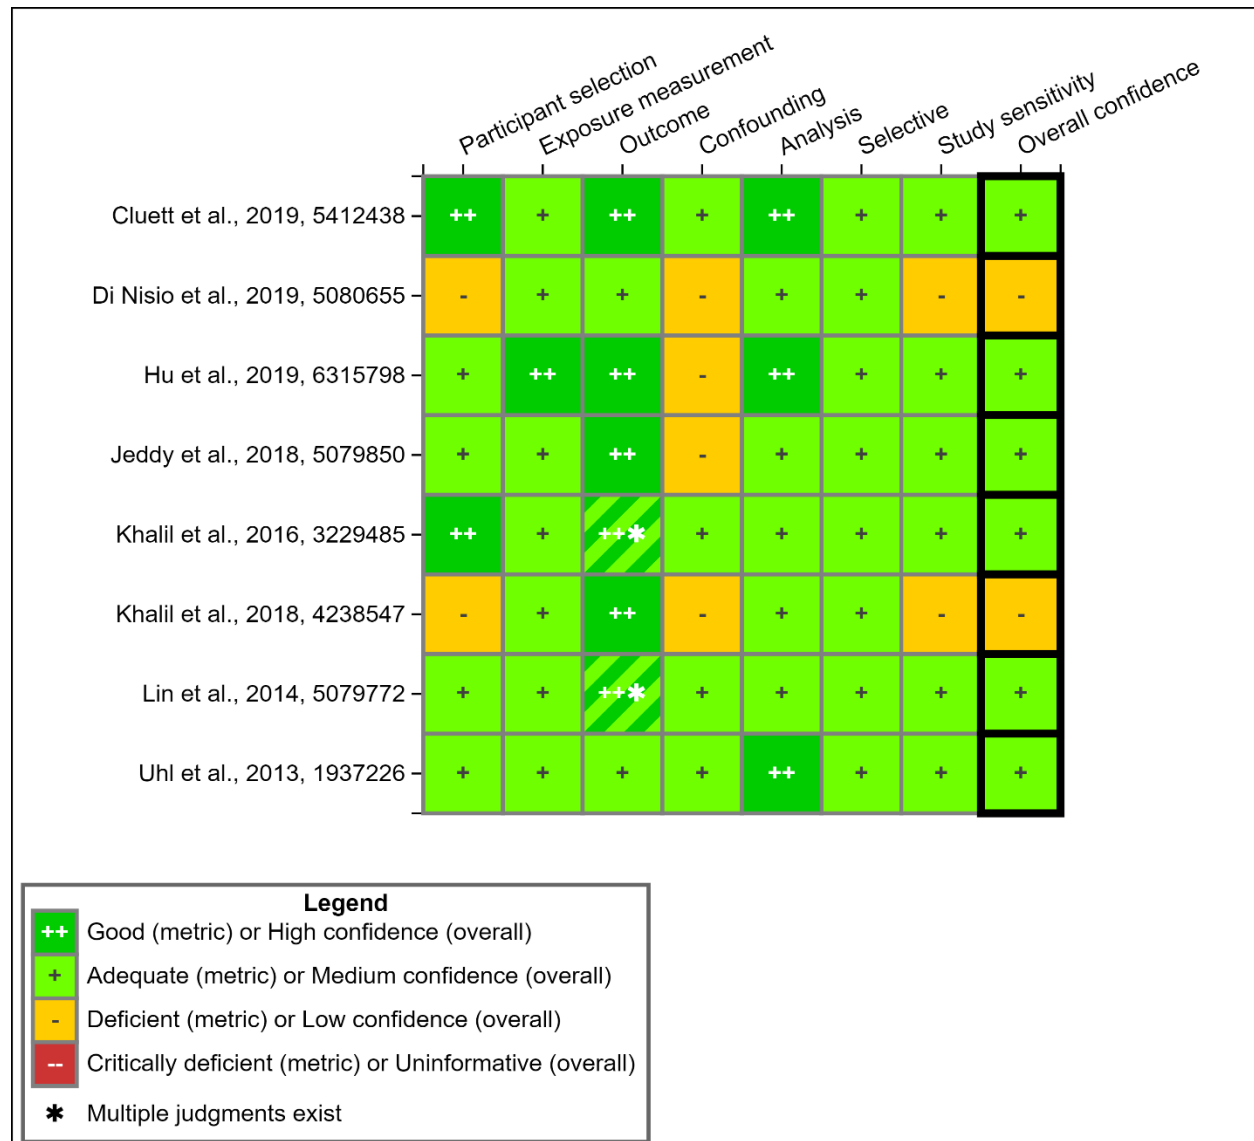 Participant selection
Exposure measurement
Outcome
Confounding
Analysis
Selective
Study sensitivity
Overall confidence
Cluett et al., 2019, 5412438 ++ + ++ + ++ + + +
Di Nisio et al., 2019, 5080655 - + + - + + - -
Hu et al., 2019, 6315798 + ++ ++ - ++ + + +
Jeddy et al., 2018, 5079850 + + ++ - + + + +
Khalil et al., 2016, 3229485 ++ + ++✱ + + + + +
Khalil et al., 2018, 4238547 - + ++ - + + - -
Lin et al., 2014, 5079772 + + ++✱ + + + + +
Uhl et al., 2013, 1937226 + + + + ++ + + +
Legend
++ Good (metric) or High confidence (overall)
+ Adequate (metric) or Medium confidence (overall)
- Deficient (metric) or Low confidence (overall)
-- Critically deficient (metric) or Uninformative (overall)
✱ Multiple judgments exist